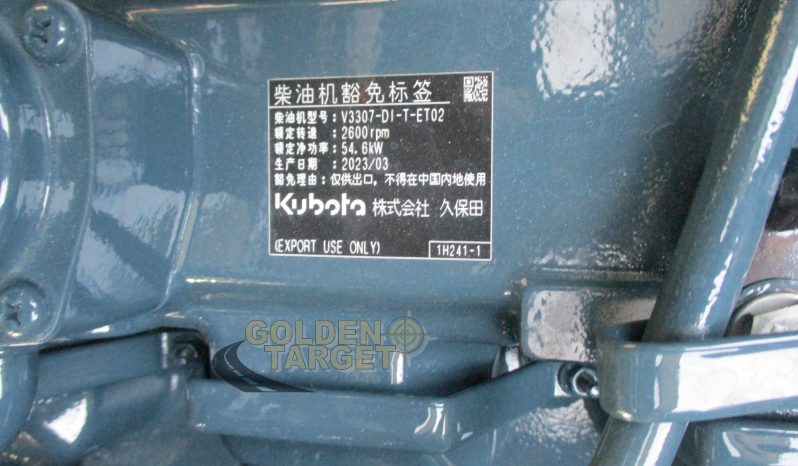 柴油机豁免标签
柴油机型号: V3307-DI-T-ET02
额定转速: 2600rpm
额定净功率: 54.6kW
生产日期: 2023/03
豁免理由: 仅供出口, 不得在中国内地使用
Kubota 株式会社 久保田
(EXPORT USE ONLY) 1H241-1
GOLDEN
TARGET